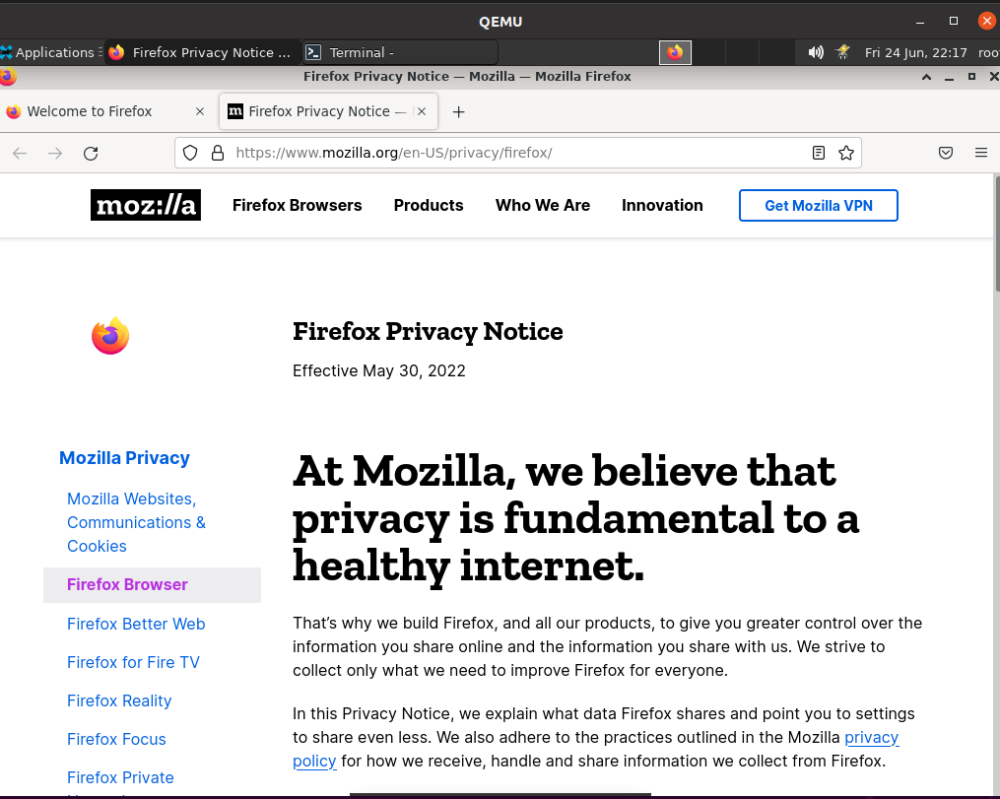 QEMU
Applications
Firefox Privacy Notice ...
Terminal -
Fri 24 Jun, 22:17
Firefox Privacy Notice — Mozilla — Mozilla Firefox
Welcome to Firefox
Firefox Privacy Notice —
https://www.mozilla.org/en-US/privacy/firefox/
moz://a
Firefox Browsers
Products
Who We Are
Innovation
Get Mozilla VPN
Firefox Privacy Notice
Effective May 30, 2022
Mozilla Privacy
Mozilla Websites,
Communications &
Cookies
Firefox Browser
Firefox Better Web
Firefox for Fire TV
Firefox Reality
Firefox Focus
Firefox Private
At Mozilla, we believe that
privacy is fundamental to a
healthy internet.
That’s why we build Firefox, and all our products, to give you greater control over the
information you share online and the information you share with us. We strive to
collect only what we need to improve Firefox for everyone.
In this Privacy Notice, we explain what data Firefox shares and point you to settings
to share even less. We also adhere to the practices outlined in the Mozilla privacy
policy for how we receive, handle and share information we collect from Firefox.